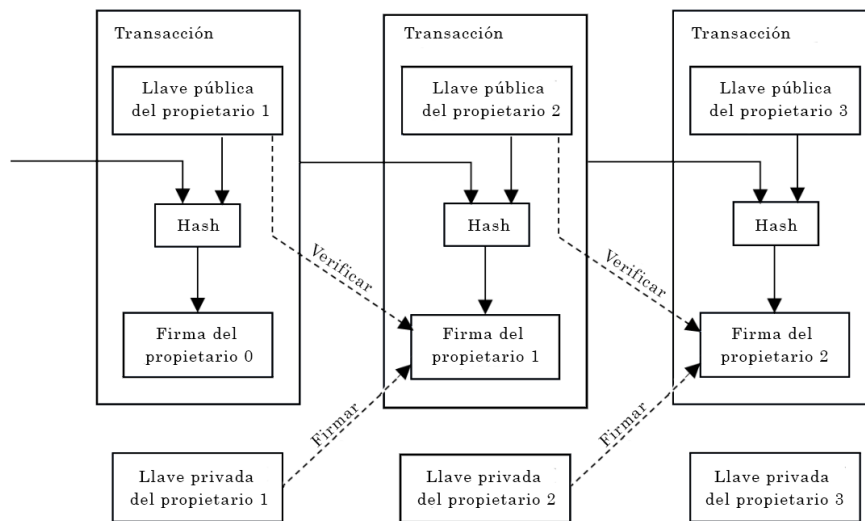 Transacción
Llave pública
del propietario 1
Hash
Firma del
propietario 0
Llave privada
del propietario 1
Transacción
Llave pública
del propietario 2
Hash
Verificar
Firma del
propietario 1
Firmar
Llave privada
del propietario 2
Transacción
Llave pública
del propietario 3
Hash
Verificar
Firma del
propietario 2
Firmar
Llave privada
del propietario 3